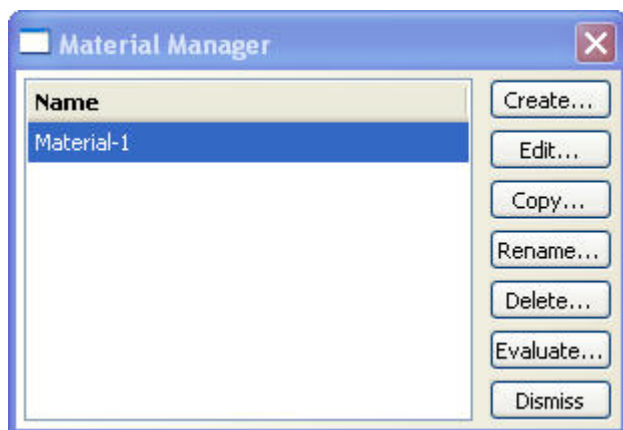 Material Manager
Name
Material-1
Create...
Edit...
Copy...
Rename...
Delete...
Evaluate...
Dismiss